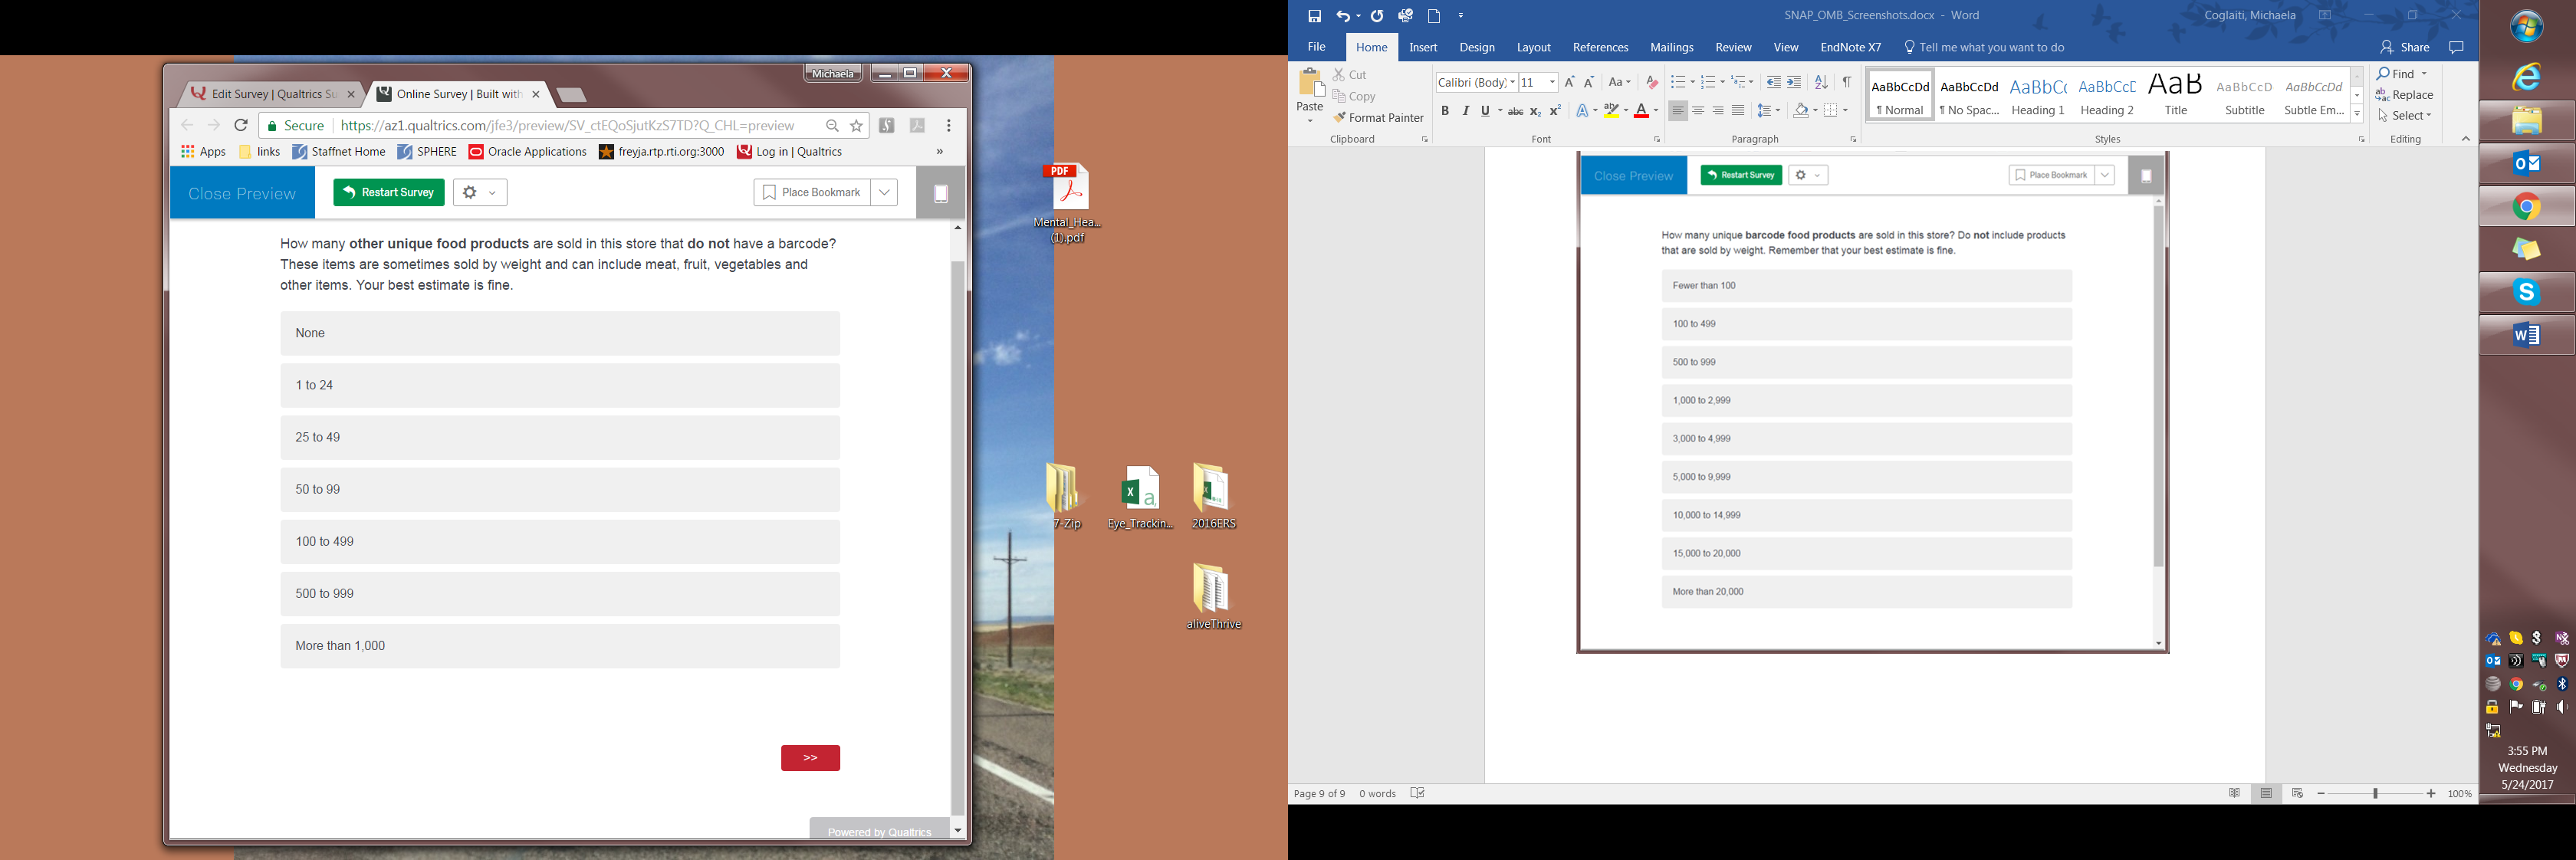 Michaela
Edit Survey | Qualtrics Su
Online Survey | Built with
Secure https://az1.qualtrics.com/jfe3/preview/SV_ctEQoSjutKzS7TD?Q_CHL=preview
Apps links Staffnet Home SPHERE Oracle Applications freyja.rtp.rti.org:3000 Log in | Qualtrics »
Close Preview Restart Survey Place Bookmark
How many other unique food products are sold in this store that do not have a barcode?
These items are sometimes sold by weight and can include meat, fruit, vegetables and
other items. Your best estimate is fine.
None
1 to 24
25 to 49
50 to 99
100 to 499
500 to 999
More than 1,000
>>
Powered by Qualtrics
PDF
Mental_Hea...
(1).pdf
7-Zip
Eye_Trackin...
2016ERS
aliveThrive
SNAP_OMB_Screenshots.docx - Word
Coglaiti, Michaela
File Home Insert Design Layout References Mailings Review View EndNote X7 Tell me what you want to do Share
Paste
Cut
Copy
Format Painter
Clipboard
Calibri (Body) 11
Font
Paragraph
AaBbCcDd AaBbCcDd AaBbC AaBbCcC AaB AaBbCcD AaBbCcDd
¶ Normal ¶ No Spac... Heading 1 Heading 2 Title Subtitle Subtle Em...
Styles
Find
Replace
Select
Editing
Close Preview Restart Survey Place Bookmark
How many unique barcode food products are sold in this store? Do not include products
that are sold by weight. Remember that your best estimate is fine.
Fewer than 100
100 to 499
500 to 999
1,000 to 2,999
3,000 to 4,999
5,000 to 9,999
10,000 to 14,999
15,000 to 20,000
More than 20,000
Page 9 of 9 0 words
100%
3:55 PM
Wednesday
5/24/2017